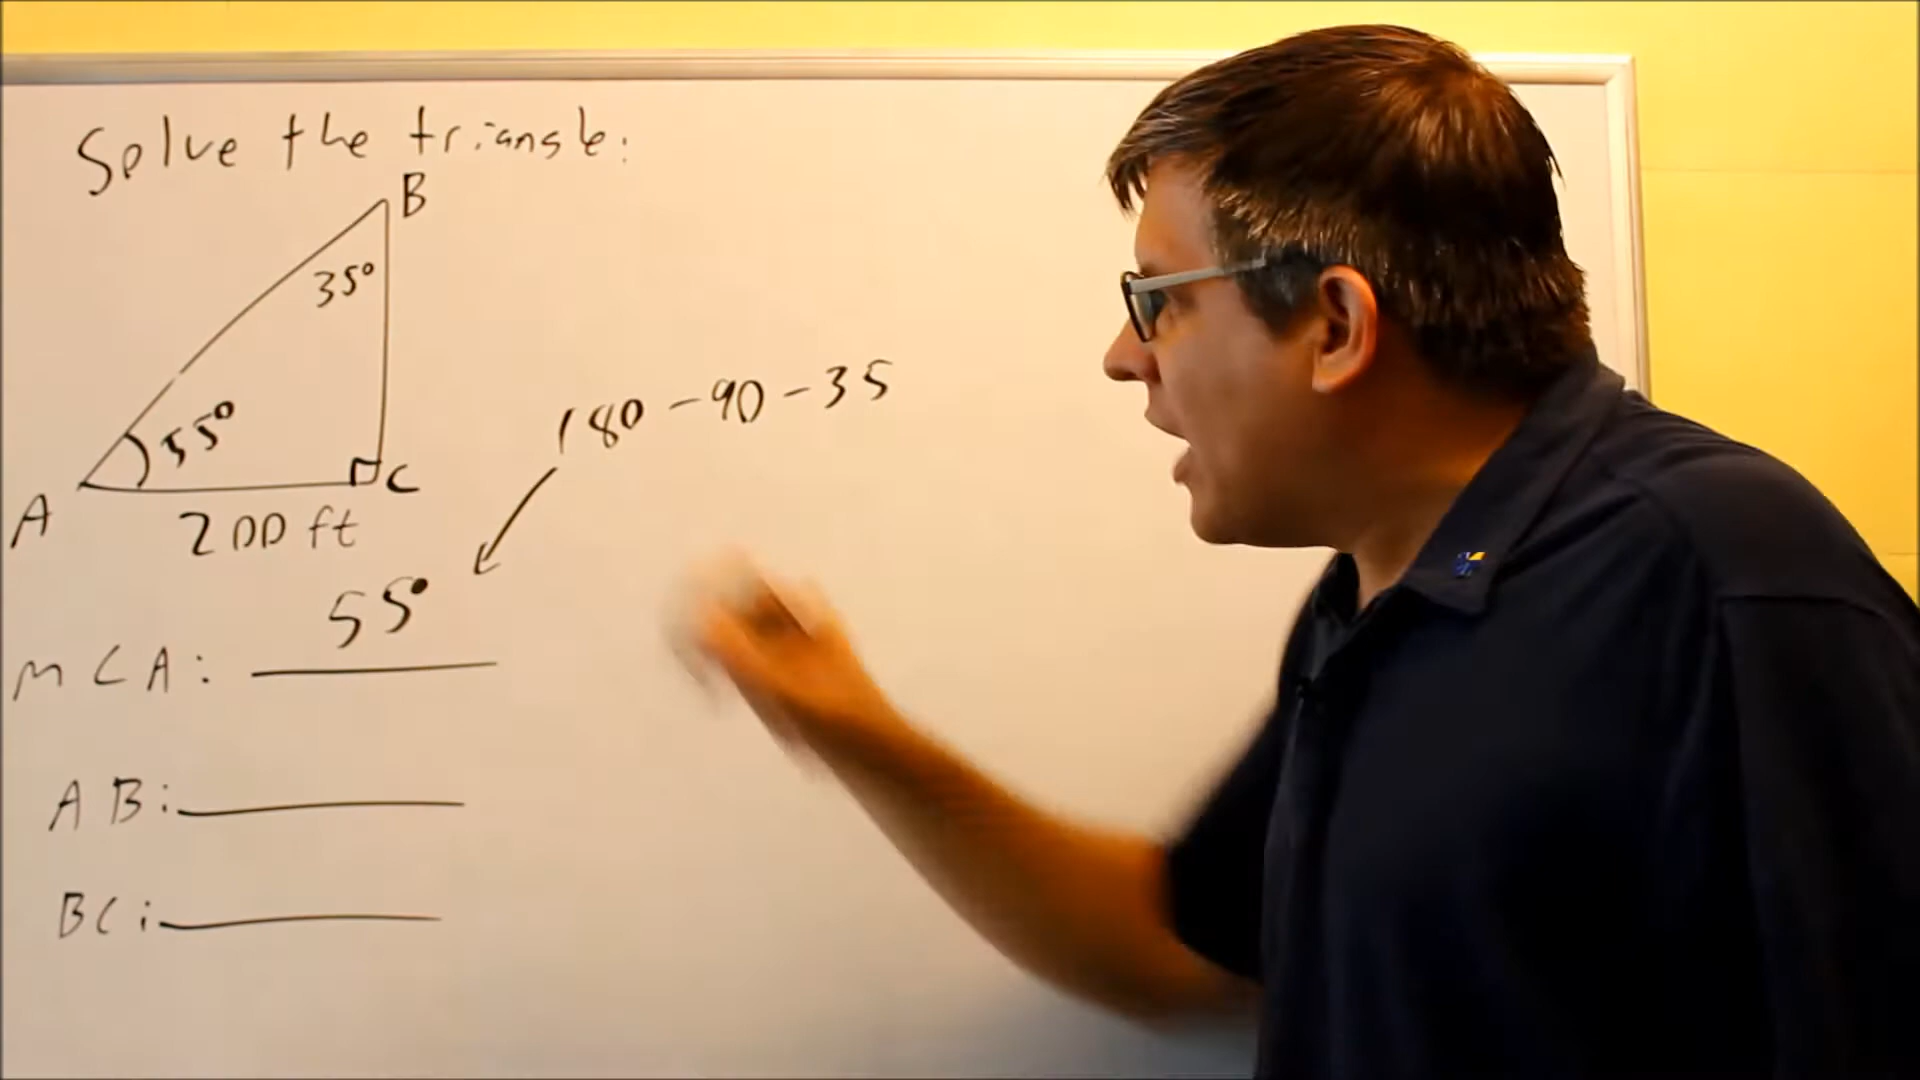 Solve the triangle:
B
35°
55°
C
A
200 ft
180 - 90 - 35
55°
m < A:
AB:
BC: